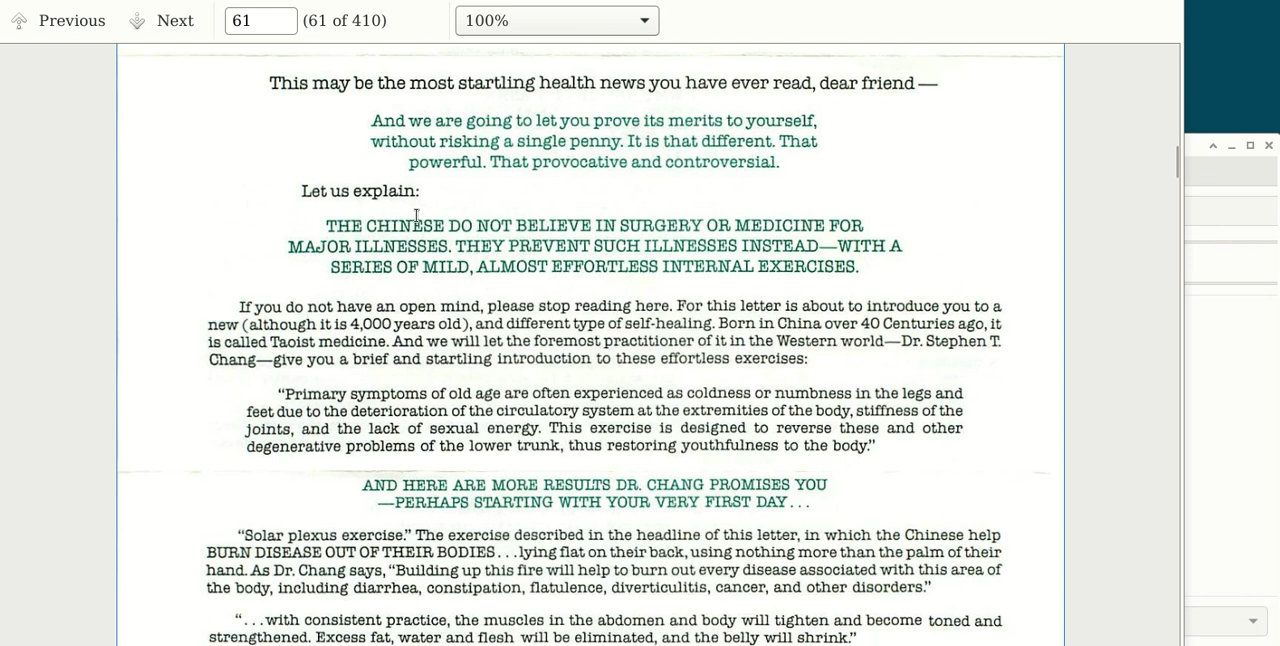 Previous Next 61 (61 of 410) 100%
This may be the most startling health news you have ever read, dear friend —
And we are going to let you prove its merits to yourself,
without risking a single penny. It is that different. That
powerful. That provocative and controversial.
Let us explain:
THE CHINESE DO NOT BELIEVE IN SURGERY OR MEDICINE FOR
MAJOR ILLNESSES. THEY PREVENT SUCH ILLNESSES INSTEAD—WITH A
SERIES OF MILD, ALMOST EFFORTLESS INTERNAL EXERCISES.
If you do not have an open mind, please stop reading here. For this letter is about to introduce you to a
new (although it is 4,000 years old), and different type of self-healing. Born in China over 40 Centuries ago, it
is called Taoist medicine. And we will let the foremost practitioner of it in the Western world—Dr. Stephen T.
Chang—give you a brief and startling introduction to these effortless exercises:
“Primary symptoms of old age are often experienced as coldness or numbness in the legs and
feet due to the deterioration of the circulatory system at the extremities of the body, stiffness of the
joints, and the lack of sexual energy. This exercise is designed to reverse these and other
degenerative problems of the lower trunk, thus restoring youthfulness to the body.”
AND HERE ARE MORE RESULTS DR. CHANG PROMISES YOU
—PERHAPS STARTING WITH YOUR VERY FIRST DAY . . .
“Solar plexus exercise.” The exercise described in the headline of this letter, in which the Chinese help
BURN DISEASE OUT OF THEIR BODIES . . . lying flat on their back, using nothing more than the palm of their
hand. As Dr. Chang says, “Building up this fire will help to burn out every disease associated with this area of
the body, including diarrhea, constipation, flatulence, diverticulitis, cancer, and other disorders.”
“. . . with consistent practice, the muscles in the abdomen and body will tighten and become toned and
strengthened. Excess fat, water and flesh will be eliminated, and the belly will shrink.”